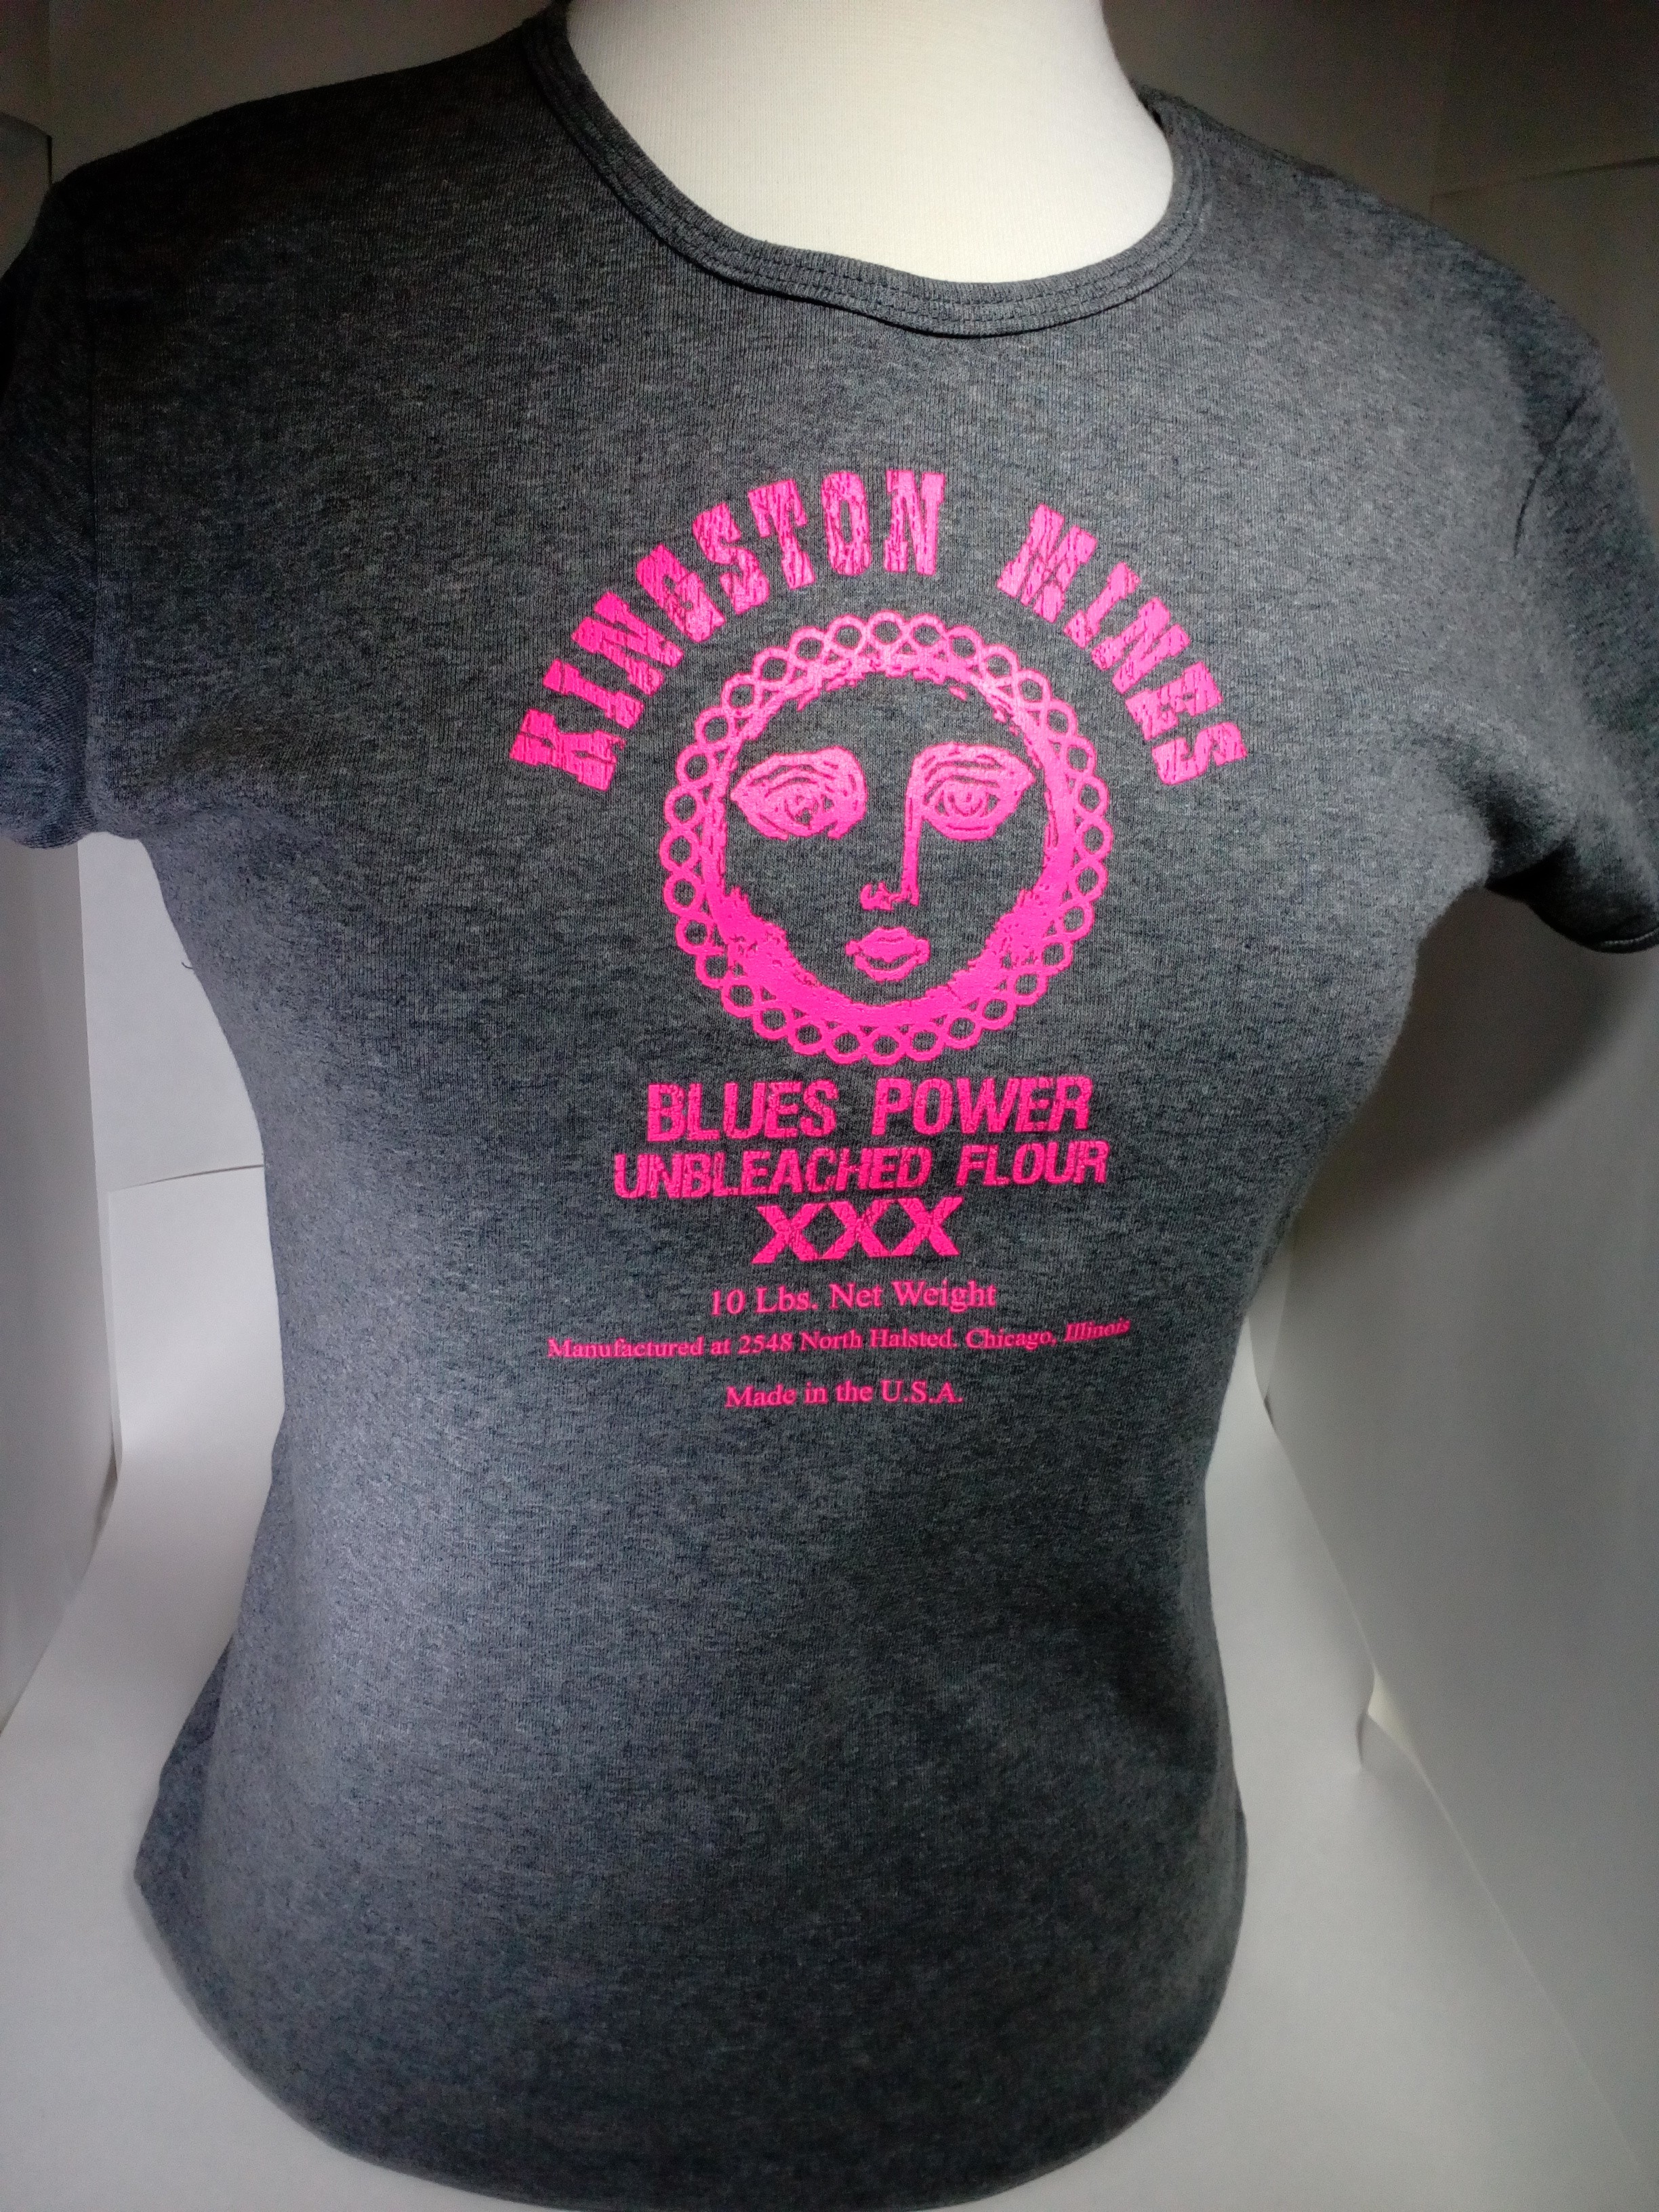 KINGSTON MINES
BLUES POWER
UNBLEACHED FLOUR
XXX
10 Lbs. Net Weight
Manufactured at 2548 North Halsted. Chicago, Illinois
Made in the U.S.A.